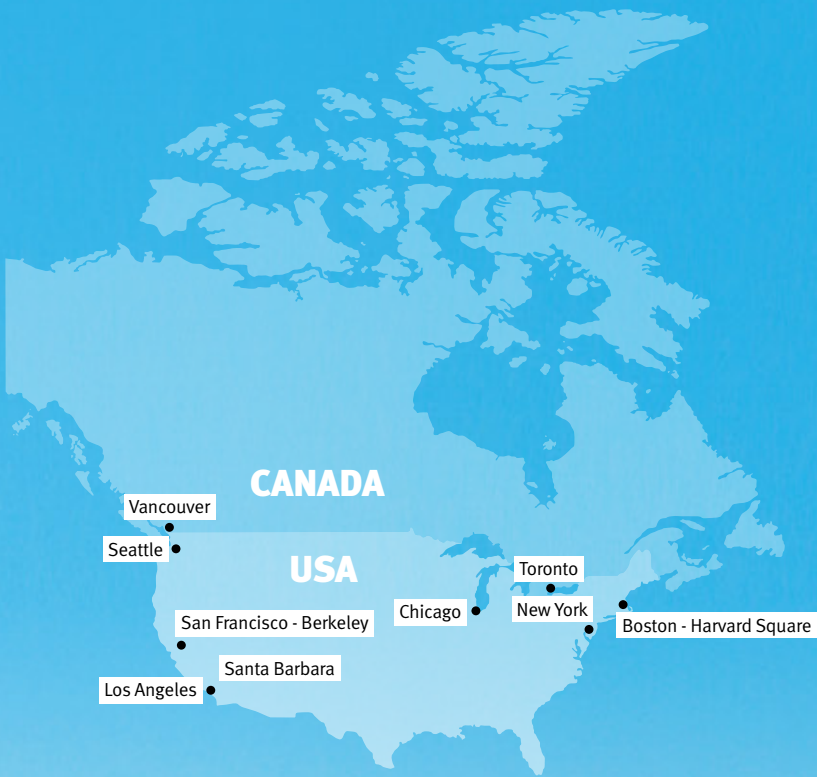 CANADA
Vancouver
Seattle
USA
Toronto
Chicago
New York
San Francisco - Berkeley
Boston - Harvard Square
Santa Barbara
Los Angeles